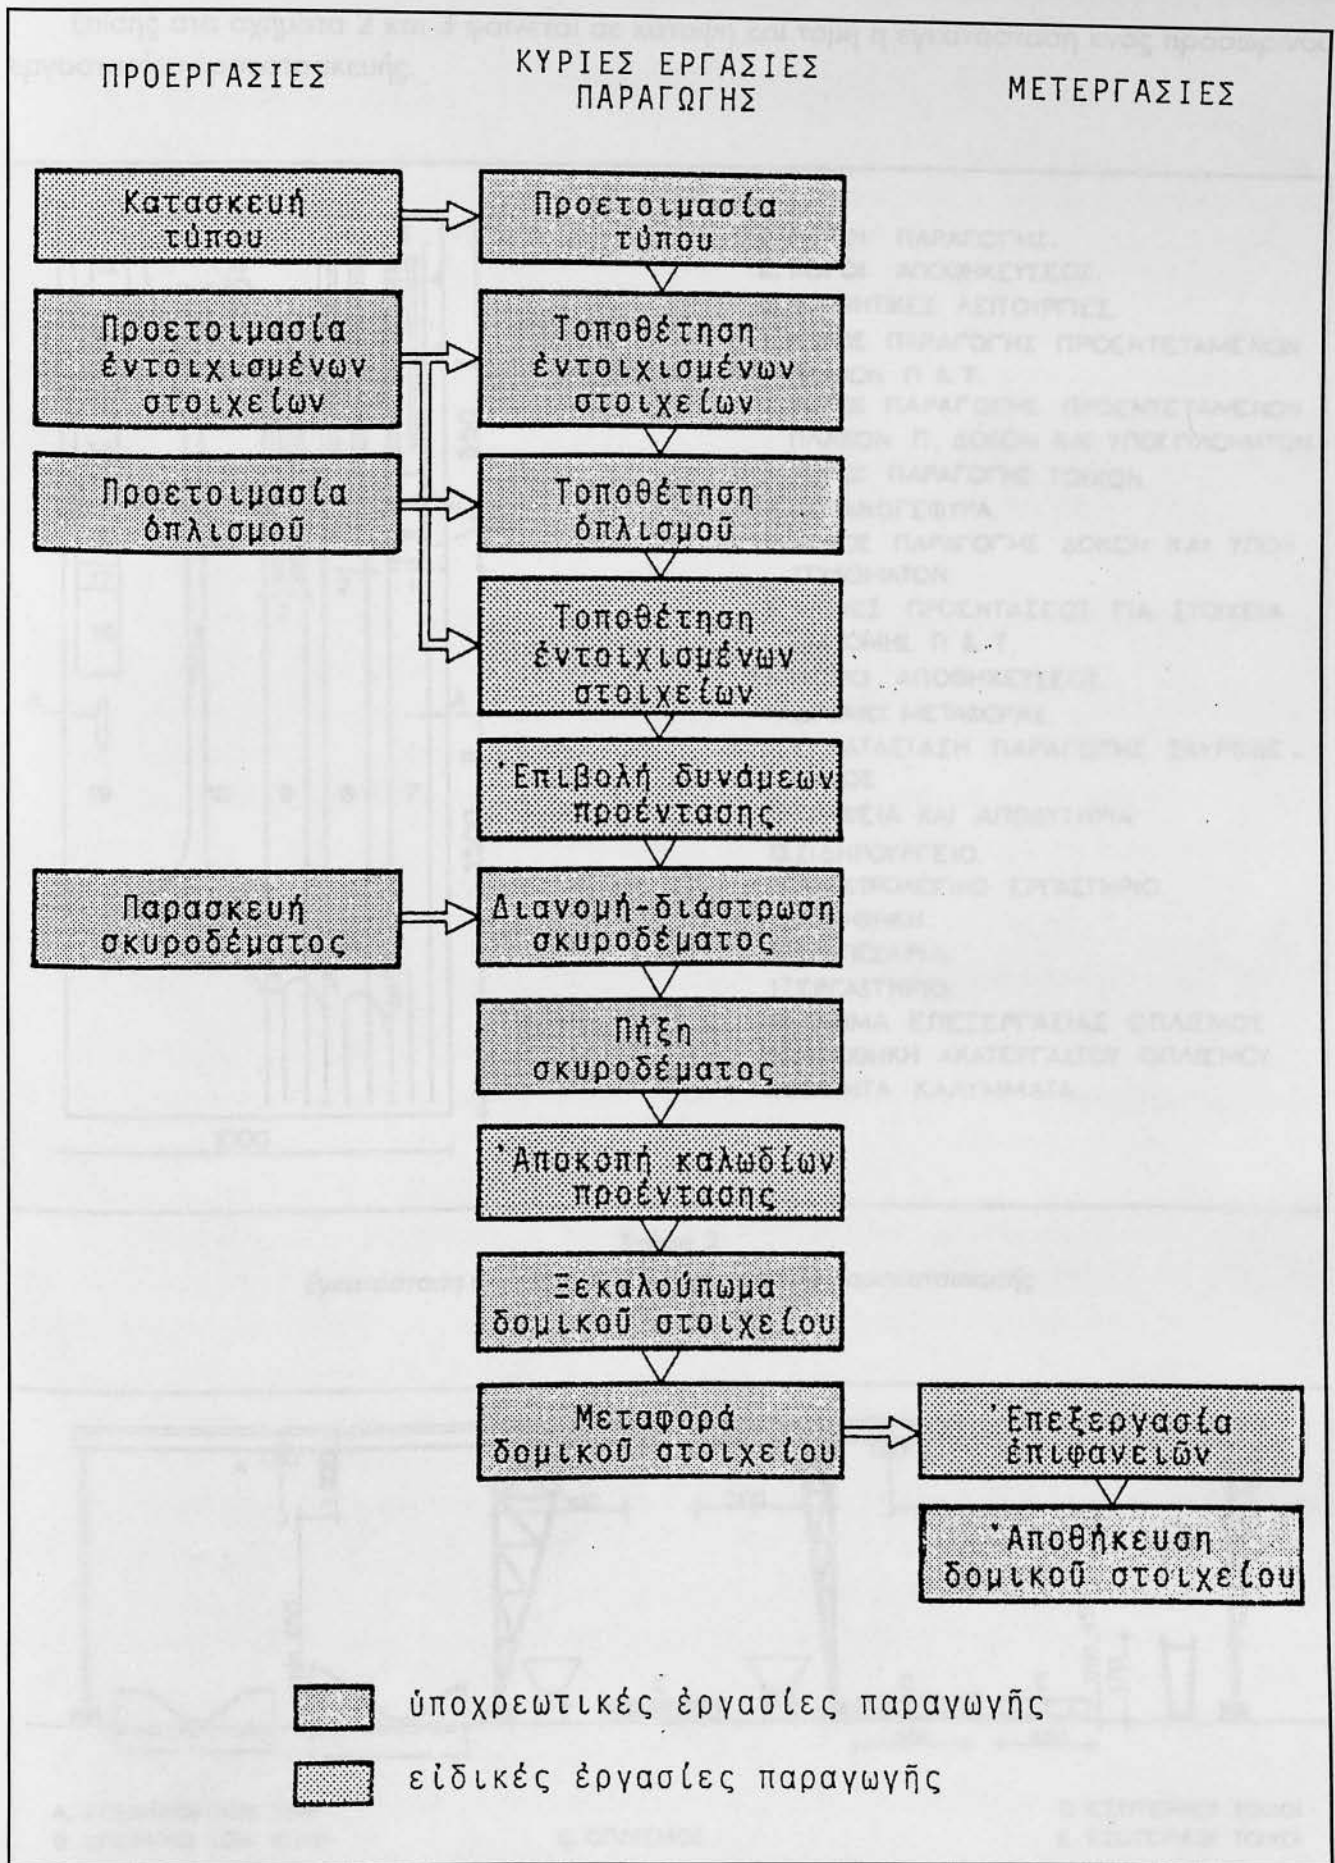 ΠΡΟΕΡΓΑΣΙΕΣ
ΚΥΡΙΕΣ ΕΡΓΑΣΙΕΣ
ΠΑΡΑΓΩΓΗΣ
ΜΕΤΕΡΓΑΣΙΕΣ
Κατασκευή
τύπου
Προετοιμασία
τύπου
Προετοιμασία
ἐντοιχισμένων
στοιχείων
Τοποθέτηση
ἐντοιχισμένων
στοιχείων
Προετοιμασία
ὁπλισμοῦ
Τοποθέτηση
ὁπλισμοῦ
Τοποθέτηση
ἐντοιχισμένων
στοιχείων
Ἐπιβολή δυνάμεων
προέντασης
Παρασκευή
σκυροδέματος
Διανομή-διάστρωση
σκυροδέματος
Πήξη
σκυροδέματος
Ἀποκοπή καλωδίων
προέντασης
Ξεκαλούπωμα
δομικοῦ στοιχείου
Μεταφορά
δομικοῦ στοιχείου
Ἐπεξεργασία
ἐπιφανειῶν
Ἀποθήκευση
δομικοῦ στοιχείου
ὑποχρεωτικές ἐργασίες παραγωγῆς
εἰδικές ἐργασίες παραγωγῆς